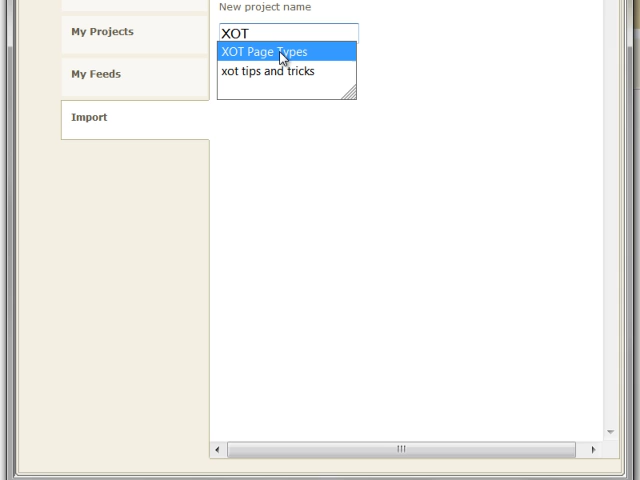 New project name
My Projects
XOT
XOT Page Types
My Feeds
xot tips and tricks
Import